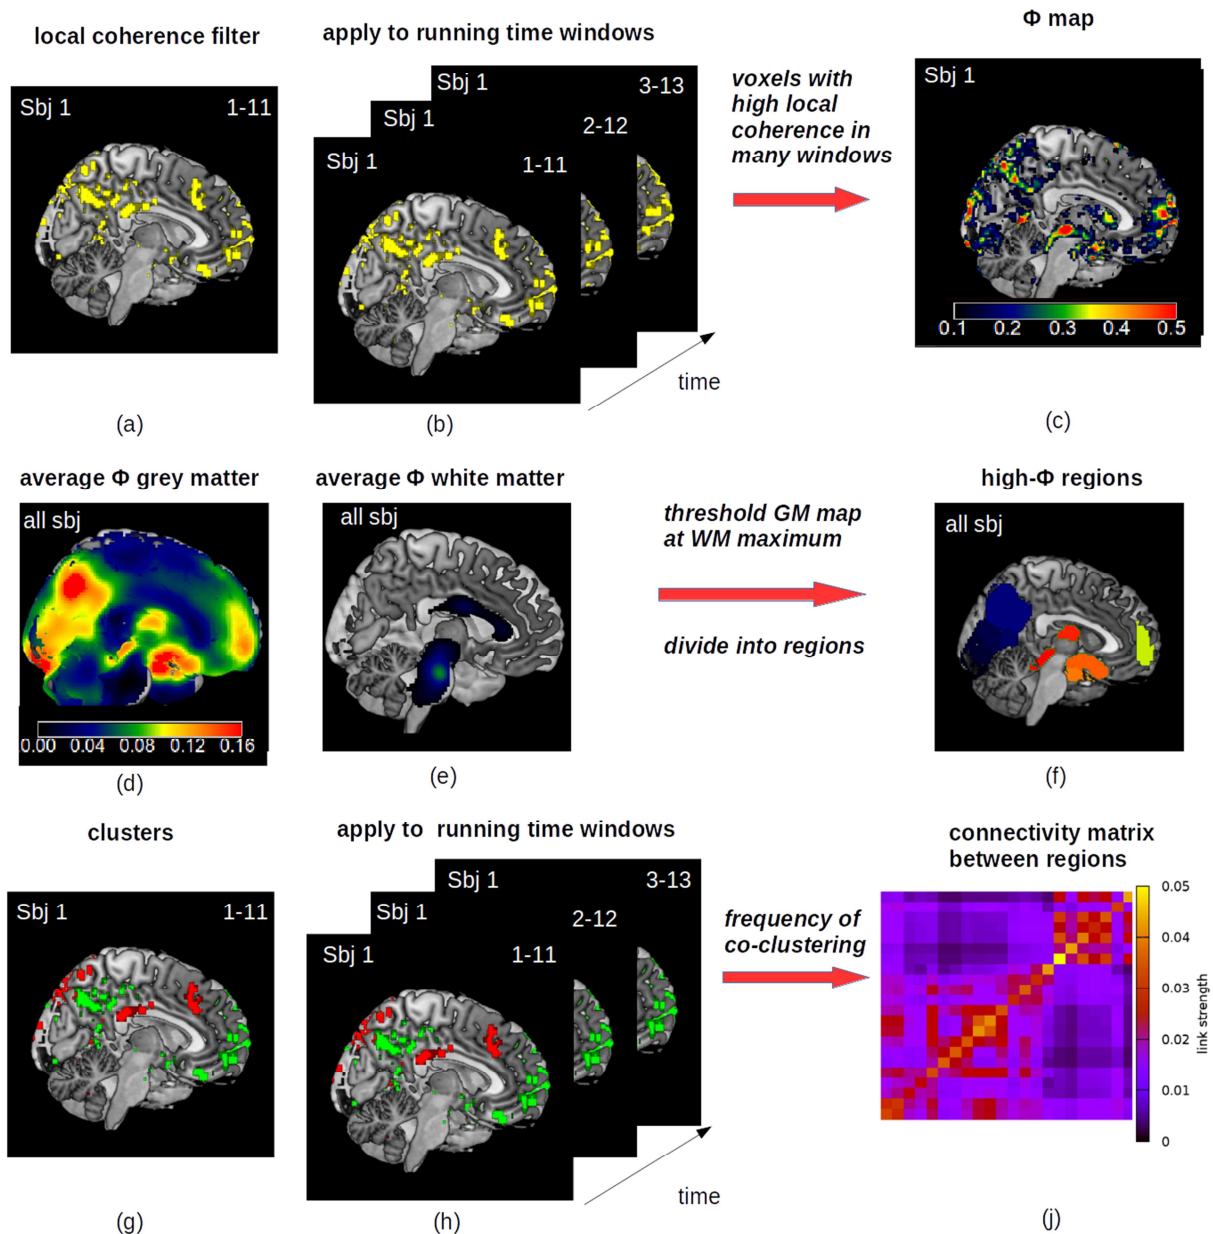 local coherence filter
apply to running time windows
Φ map
Sbj 1 1-11
Sbj 1 3-13
Sbj 1 2-12
Sbj 1 1-11
time
voxels with
high local
coherence in
many windows
Sbj 1
0.1 0.2 0.3 0.4 0.5
(a)
(b)
(c)
average Φ grey matter
average Φ white matter
high-Φ regions
all sbj
0.00 0.04 0.08 0.12 0.16
all sbj
threshold GM map
at WM maximum
divide into regions
all sbj
(d)
(e)
(f)
clusters
apply to running time windows
connectivity matrix
between regions
Sbj 1 1-11
Sbj 1 3-13
Sbj 1 2-12
Sbj 1 1-11
time
frequency of
co-clustering
0.05
0.04
0.03
0.02
0.01
0
link strength
(g)
(h)
(j)